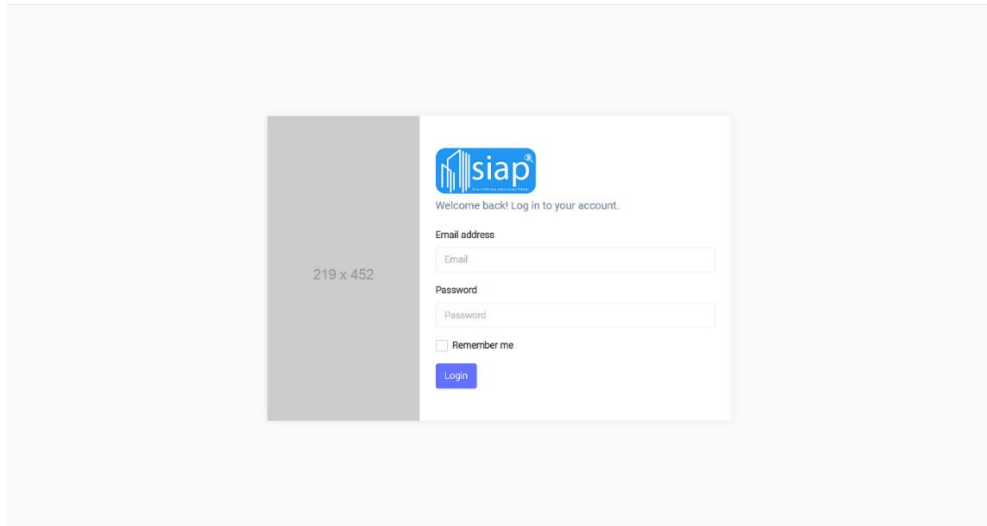 219 x 452
siap
Welcome back! Log in to your account.
Email address
Email
Password
Password
Remember me
Login